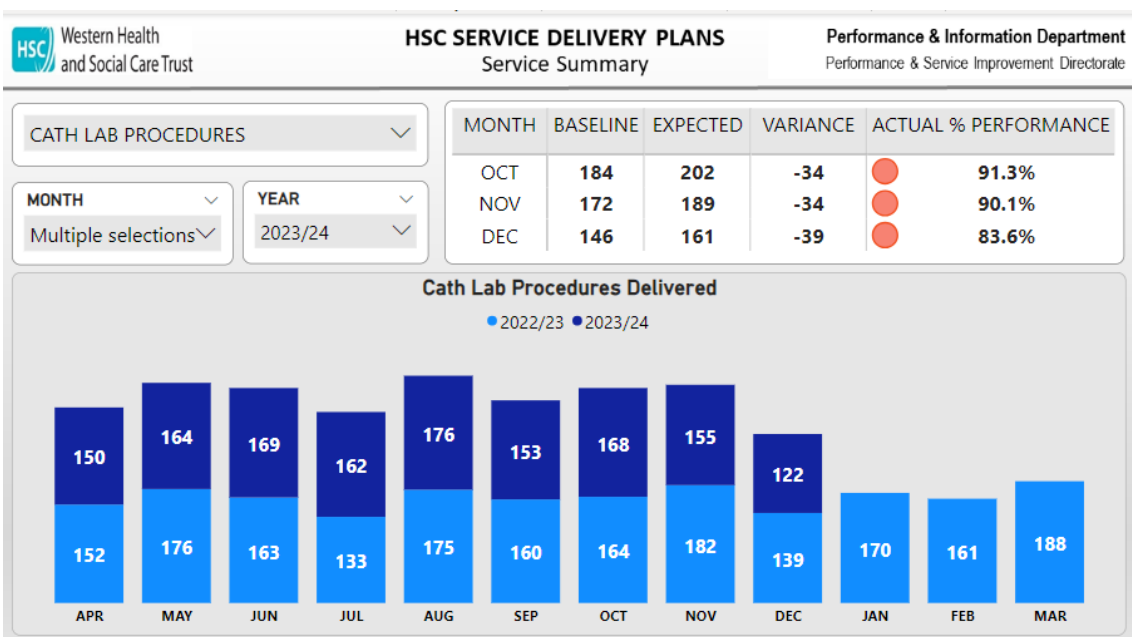 HSC
Western Health
and Social Care Trust
HSC SERVICE DELIVERY PLANS
Service Summary
Performance & Information Department
Performance & Service Improvement Directorate
CATH LAB PROCEDURES
MONTH
Multiple selections
YEAR
2023/24
MONTH BASELINE EXPECTED VARIANCE ACTUAL % PERFORMANCE
OCT 184 202 -34 91.3%
NOV 172 189 -34 90.1%
DEC 146 161 -39 83.6%
Cath Lab Procedures Delivered
2022/23 2023/24
150 164 169 162 176 153 168 155 122
152 176 163 133 175 160 164 182 139 170 161 188
APR MAY JUN JUL AUG SEP OCT NOV DEC JAN FEB MAR